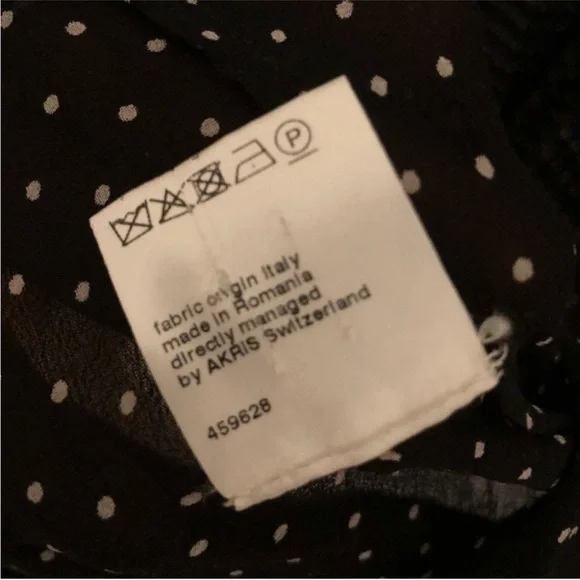 P
fabric origin Italy
made in Romania
directly managed
by AKRIS Switzerland
459628